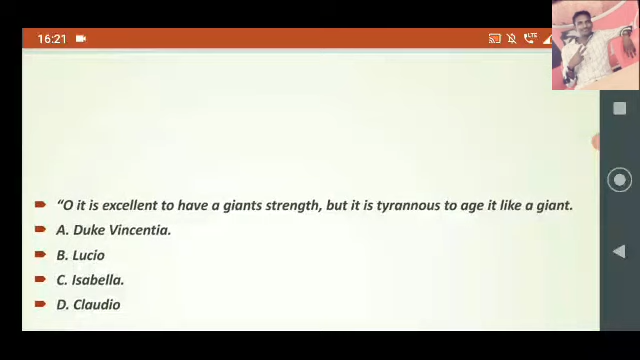 16:21
LTE
“O it is excellent to have a giants strength, but it is tyrannous to age it like a giant.
A. Duke Vincentia.
B. Lucio
C. Isabella.
D. Claudio